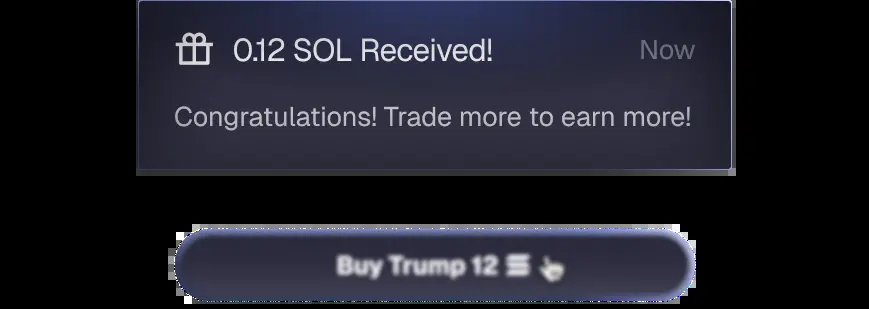 0.12 SOL Received!
Now
Congratulations! Trade more to earn more!
Buy Trump 12